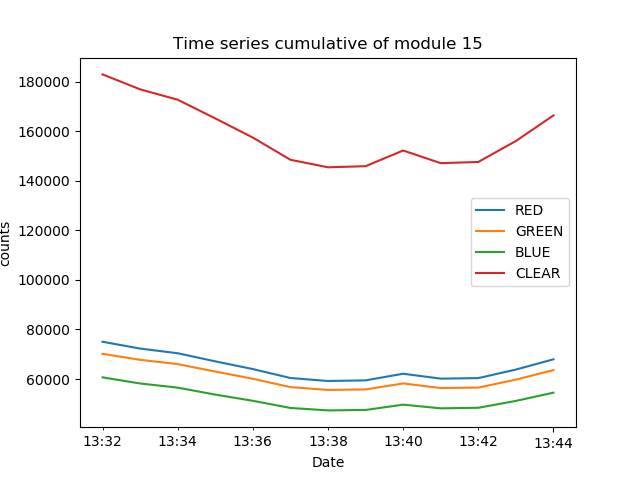 Time series cumulative of module 15
counts
180000
160000
140000
120000
100000
80000
60000
RED
GREEN
BLUE
CLEAR
13:32 13:34 13:36 13:38 13:40 13:42 13:44
Date